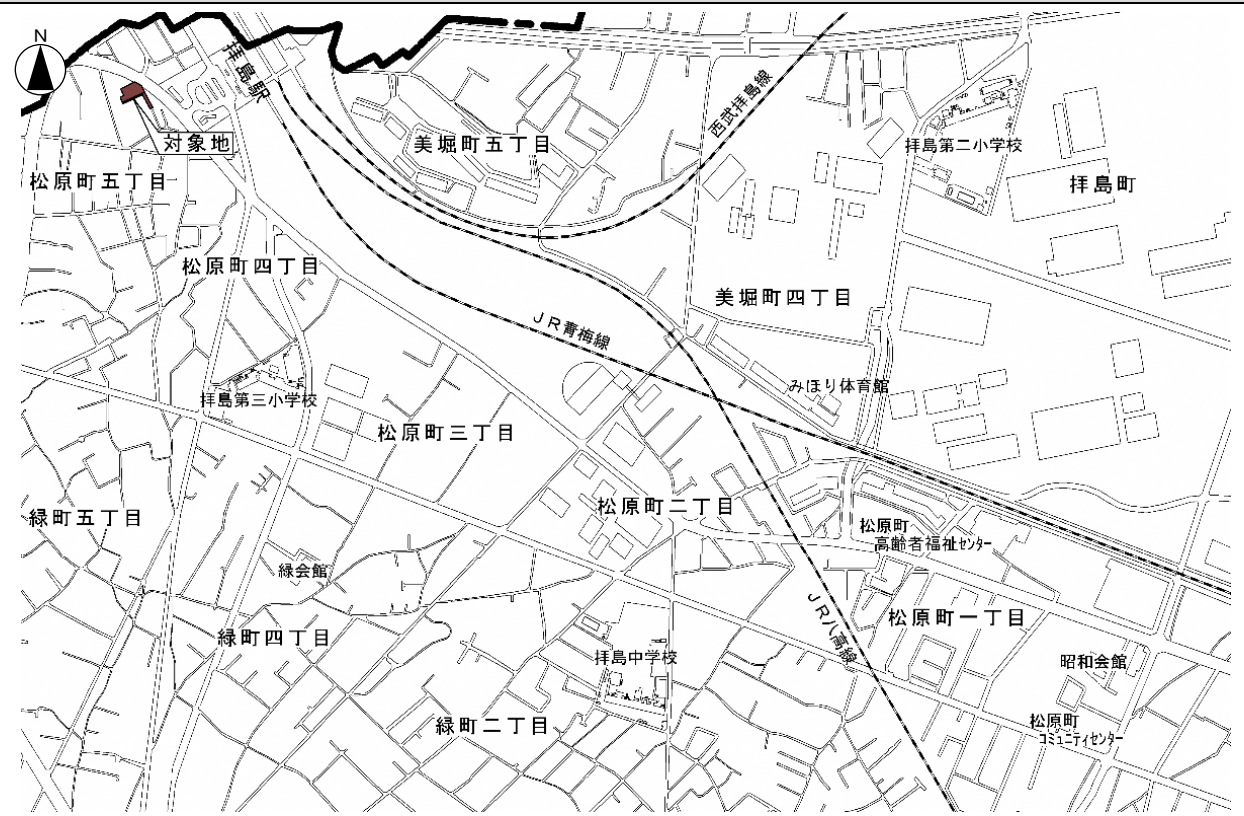 N
拝島駅
対象地
美堀町五丁目
西武拝島線
拝島第二小学校
拝島町
松原町五丁目
松原町四丁目
美堀町四丁目
JR青梅線
みほり体育館
拝島第三小学校
松原町三丁目
松原町二丁目
緑町五丁目
松原町
高齢者福祉センター
緑会館
JR八高線
松原町一丁目
緑町四丁目
拝島中学校
昭和会館
緑町二丁目
松原町
コミュニティセンター